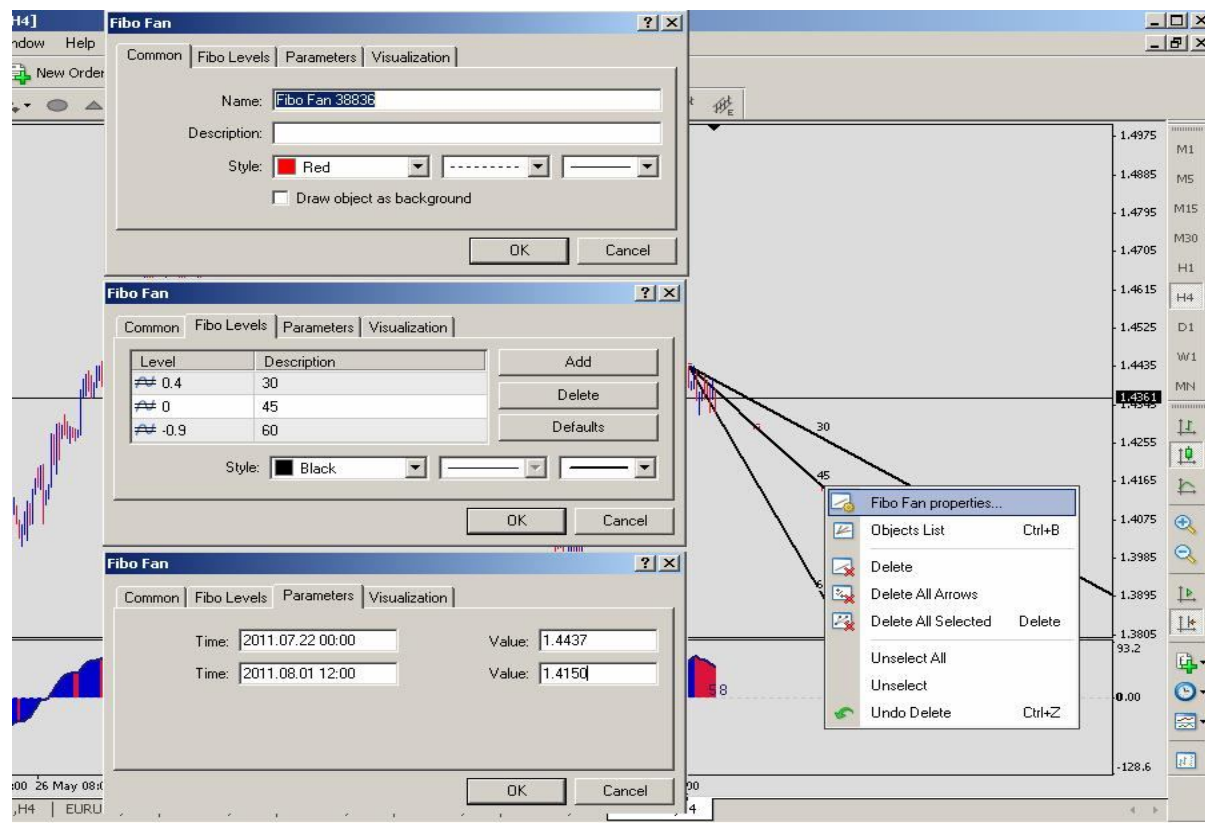 H4]
ndow Help
New Order
Fibo Fan
Common Fibo Levels Parameters Visualization
Name: Fibo Fan 38836
Description:
Style: Red
Draw object as background
OK Cancel
Fibo Fan
Common Fibo Levels Parameters Visualization
Level Description
0.4 30
0 45
-0.9 60
Add
Delete
Defaults
Style: Black
OK Cancel
Fibo Fan
Common Fibo Levels Parameters Visualization
Time: 2011.07.22 00:00 Value: 1.4437
Time: 2011.08.01 12:00 Value: 1.4150
OK Cancel
E
30
45
58
Fibo Fan properties...
Objects List Ctrl+B
Delete
Delete All Arrows
Delete All Selected Delete
Unselect All
Unselect
Undo Delete Ctrl+Z
1.4975
1.4885
1.4795
1.4705
1.4615
1.4525
1.4435
1.4361
1.4345
1.4255
1.4165
1.4075
1.3985
1.3895
1.3805
93.2
0.00
-128.6
M1
M5
M15
M30
H1
H4
D1
W1
MN
:00 26 May 08:0
,H4 EURU
4